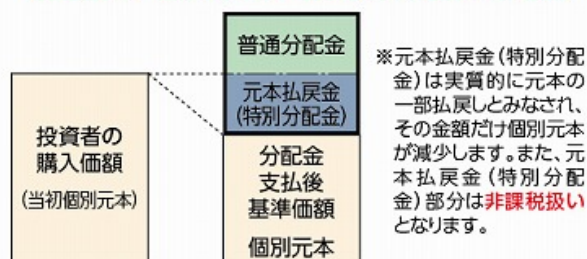 投資者の
購入価額
(当初個別元本)
普通分配金
元本払戻金
(特別分配金)
分配金
支払後
基準価額
個別元本
※元本払戻金(特別分配
金)は実質的に元本の
一部払戻しとみなされ、
その金額だけ個別元本
が減少します。また、元
本払戻金(特別分配
金)部分は非課税扱い
となります。